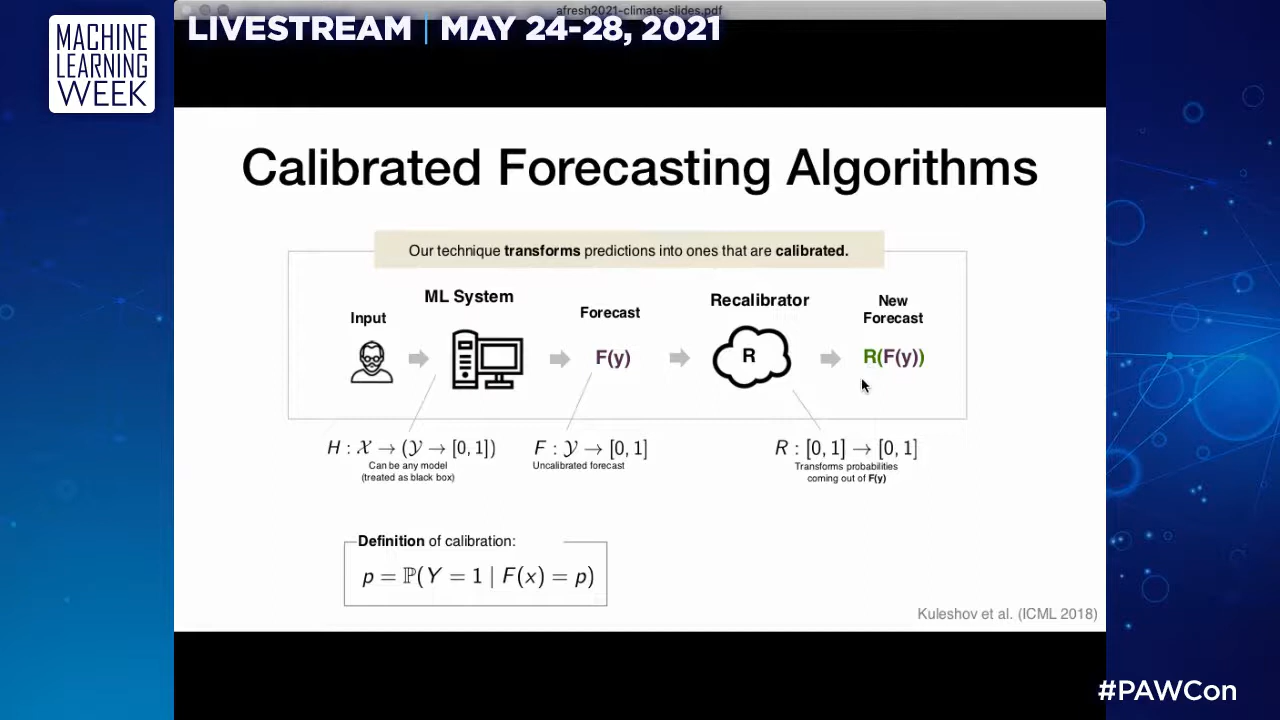 afresh2021-climate-slides.pdf
MACHINE
LEARNING
WEEK
LIVESTREAM | MAY 24-28, 2021
Calibrated Forecasting Algorithms
Our technique transforms predictions into ones that are calibrated.
Input
ML System
Forecast
Recalibrator
New
Forecast
F(y)
R
R(F(y))
H : 𝒳 → (𝒴 → [0, 1])
Can be any model
(treated as black box)
F : 𝒴 → [0, 1]
Uncalibrated forecast
R : [0, 1] → [0, 1]
Transforms probabilities
coming out of F(y)
Definition of calibration:
p = ℙ(Y = 1 | F(x) = p)
Kuleshov et al. (ICML 2018)
#PAWCon